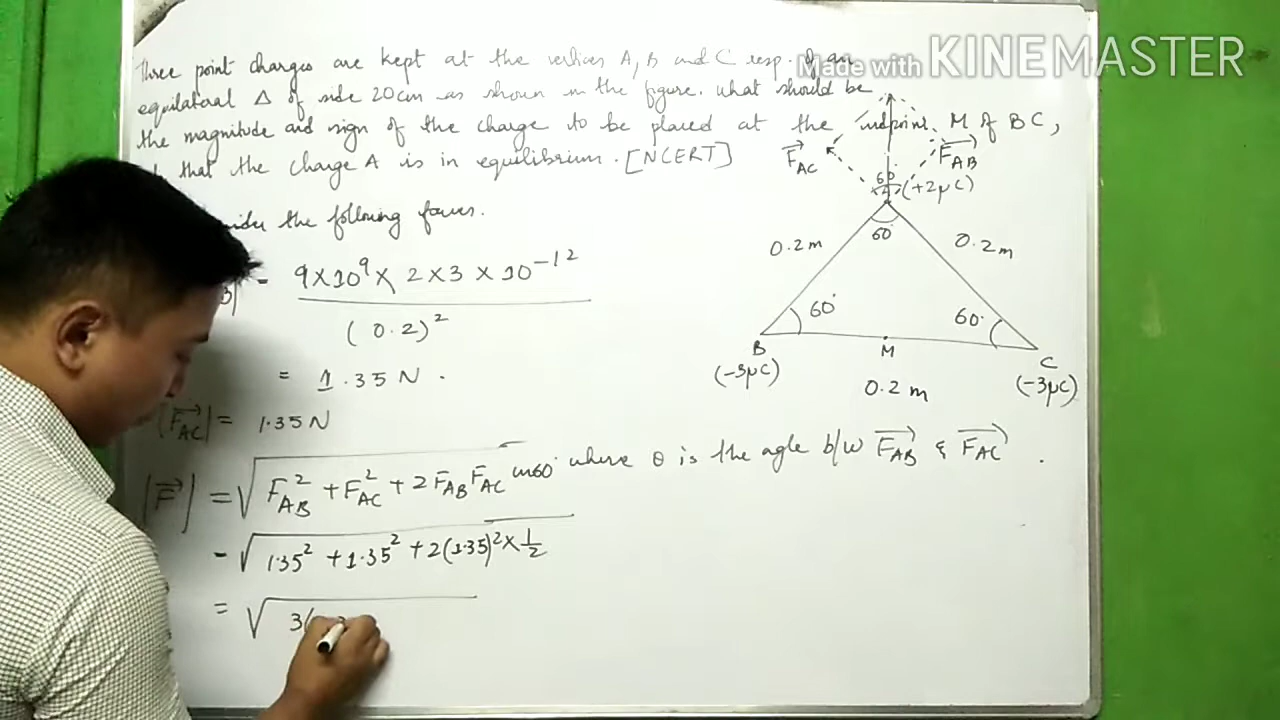 Made with KINEMASTER
Three point charges are kept at the vertices A, B and C resp. of an
equilateral Δ of side 20cm as shown in the figure. what should be
the magnitude and sign of the charge to be placed at the midpoint M of BC,
that the charge A is in equilibrium. [NCERT]
the following forces.
= 9×10⁹ × 2×3 × 10⁻¹²
(0.2)²
= 1.35 N.
|F⃗AC| = 1.35 N
|F⃗| = √FAB² + FAC² + 2FAB FAC cos60° where θ is the agle b/w F⃗AB & F⃗AC.
= √1.35² + 1.35² + 2(1.35)² × 1/2
= √3(
F⃗AC
F⃗AB
60°
A (+2μC)
60°
0.2m
0.2m
60°
60°
B
M
C
(-3μC)
0.2 m
(-3μC)